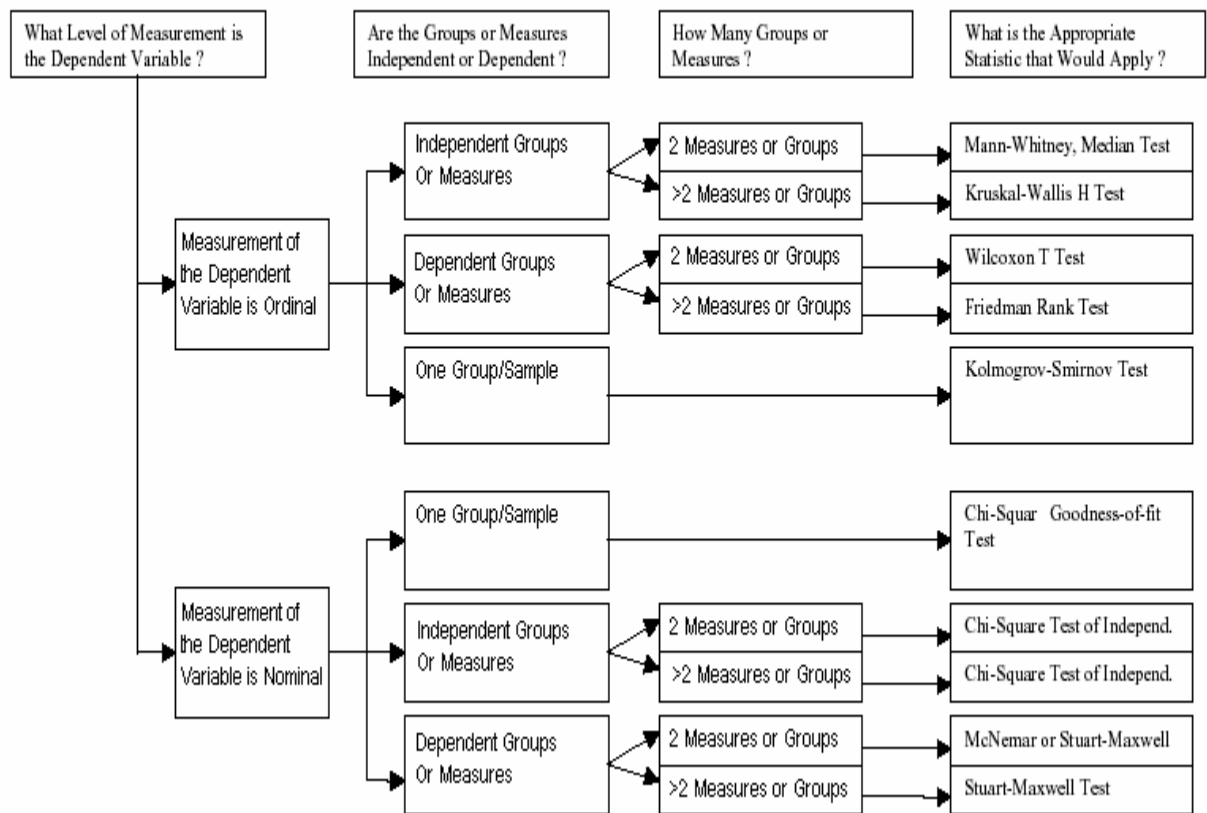 What Level of Measurement is
the Dependent Variable ?
Are the Groups or Measures
Independent or Dependent ?
How Many Groups or
Measures ?
What is the Appropriate
Statistic that Would Apply ?
Measurement of
the Dependent
Variable is Ordinal
Independent Groups
Or Measures
2 Measures or Groups
Mann-Whitney, Median Test
>2 Measures or Groups
Kruskal-Wallis H Test
Dependent Groups
Or Measures
2 Measures or Groups
Wilcoxon T Test
>2 Measures or Groups
Friedman Rank Test
One Group/Sample
Kolmogrov-Smirnov Test
Measurement of
the Dependent
Variable is Nominal
One Group/Sample
Chi-Squar Goodness-of-fit
Test
Independent Groups
Or Measures
2 Measures or Groups
Chi-Square Test of Independ.
>2 Measures or Groups
Chi-Square Test of Independ.
Dependent Groups
Or Measures
2 Measures or Groups
McNemar or Stuart-Maxwell
>2 Measures or Groups
Stuart-Maxwell Test